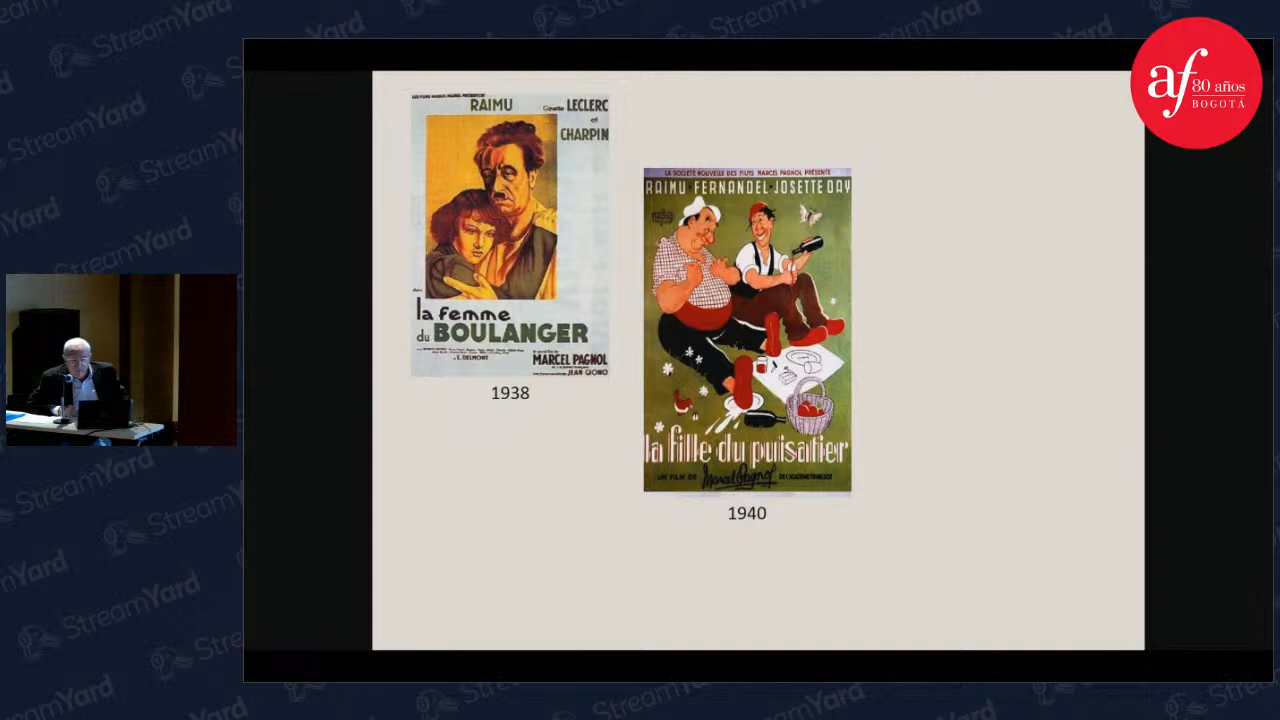 StreamYard
af 80 años
BOGOTÁ
RAIMU
Ginette LECLERC
et
CHARPIN
la femme
du BOULANGER
E. DELMONT
MARCEL PAGNOL
JEAN GIONO
1938
LA SOCIÉTÉ NOUVELLE DES FILMS MARCEL PAGNOL PRÉSENTE
RAIMU · FERNANDEL · JOSETTE DAY
la fille du puisatier
UN FILM DE Marcel Pagnol
1940